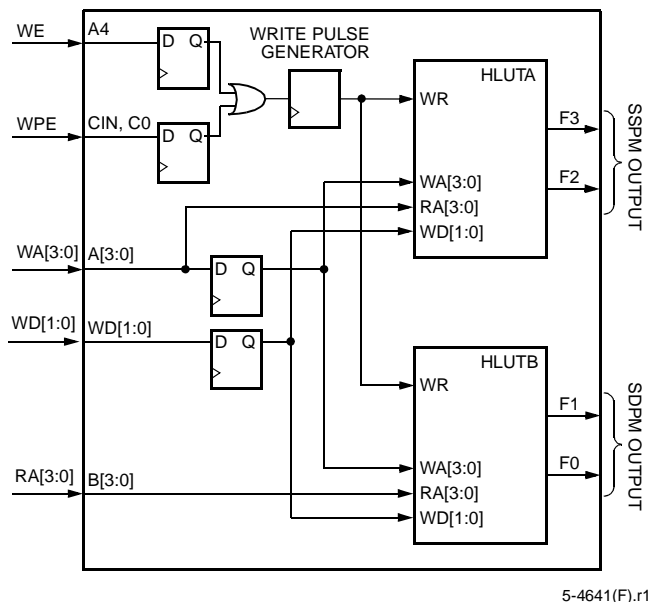 WE
A4
D Q
WRITE PULSE
GENERATOR
HLUTA
WR
F3
WPE
CIN, C0
D Q
F2
SSPM OUTPUT
WA[3:0]
RA[3:0]
WD[1:0]
WA[3:0]
A[3:0]
D Q
WD[1:0]
WD[1:0]
D Q
HLUTB
WR
F1
F0
SDPM OUTPUT
WA[3:0]
RA[3:0]
B[3:0]
RA[3:0]
WD[1:0]
5-4641(F).r1